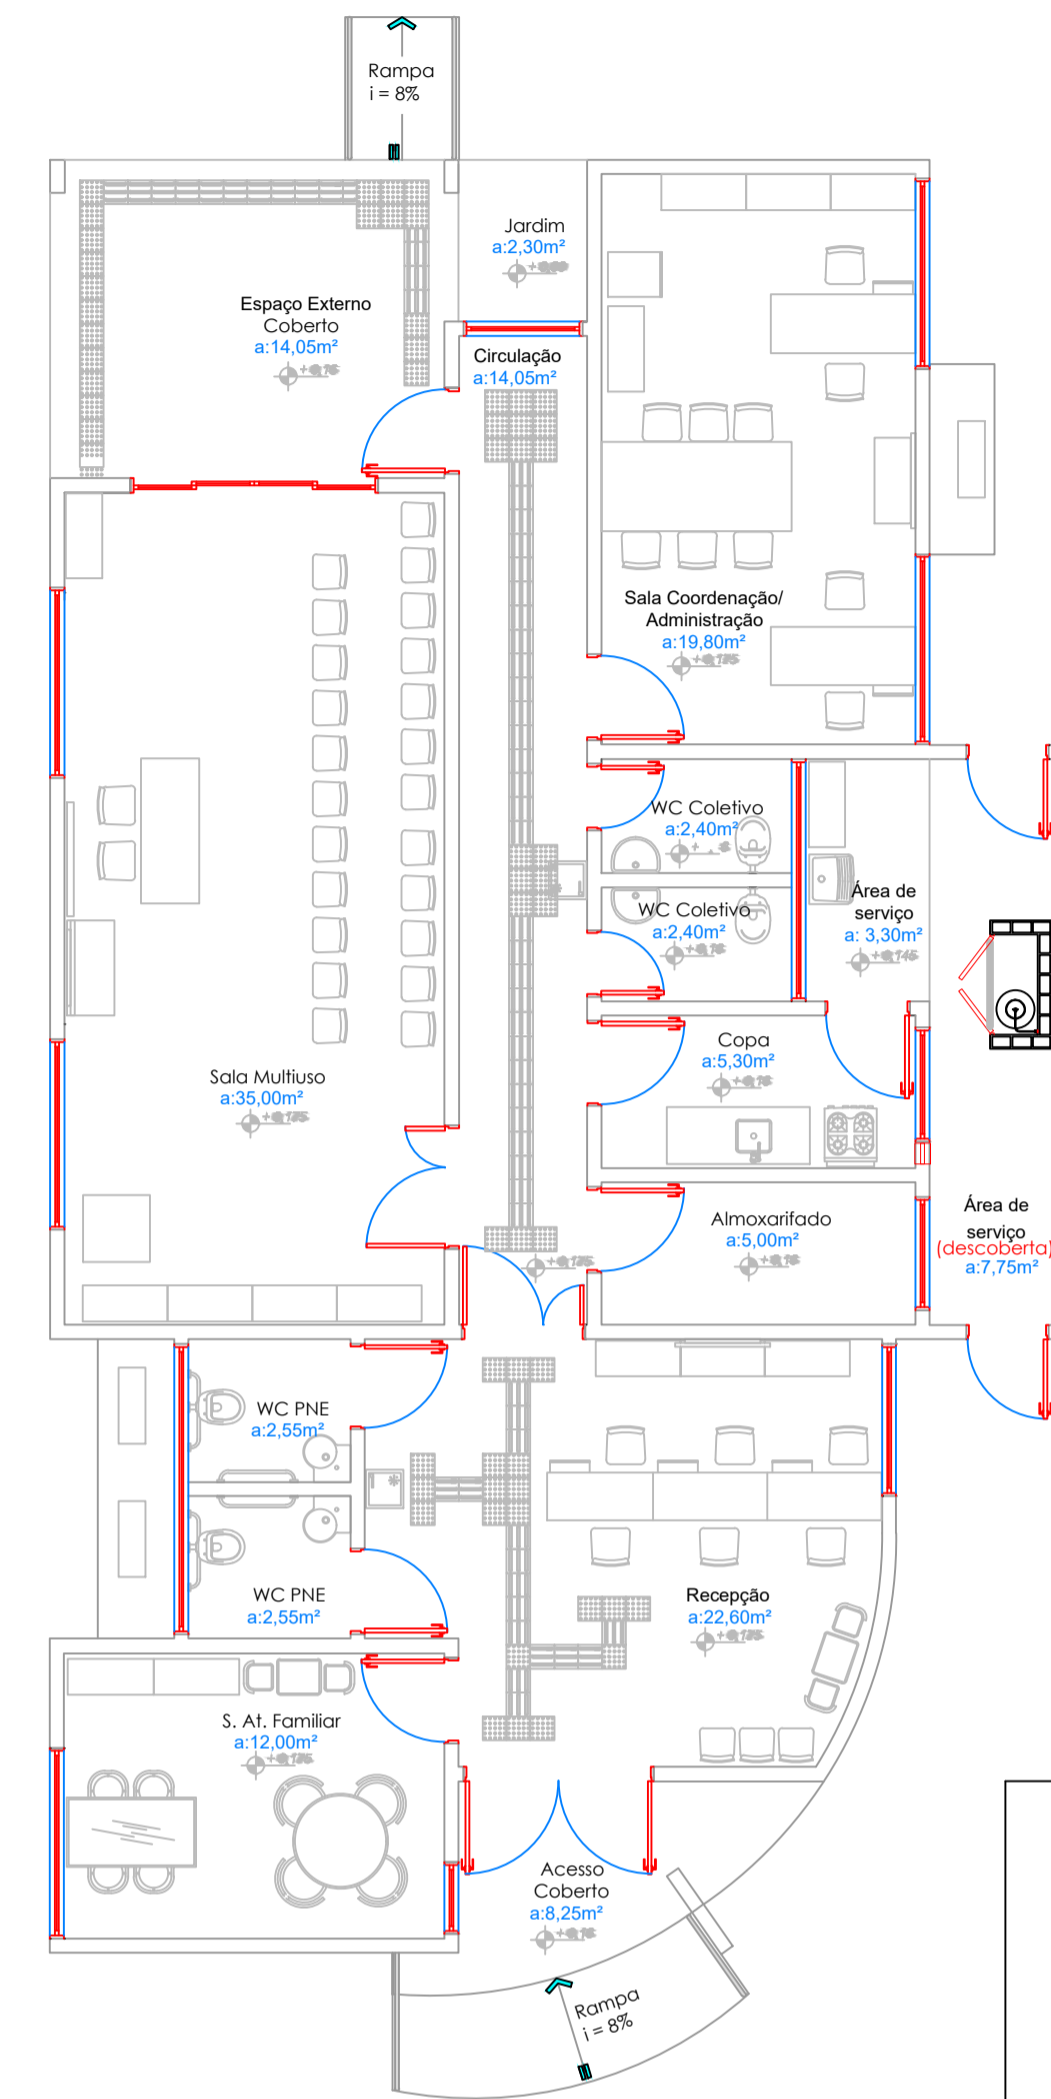 Rampa
i = 8%
Jardim
a:2,30m²
Espaço Externo
Coberto
a:14,05m²
Circulação
a:14,05m²
Sala Coordenação/
Administração
a:19,80m²
WC Coletivo
a:2,40m²
WC Coletivo
a:2,40m²
Área de
serviço
a: 3,30m²
Copa
a:5,30m²
Sala Multiuso
a:35,00m²
Almoxarifado
a:5,00m²
Área de
serviço
(descoberta)
a:7,75m²
WC PNE
a:2,55m²
WC PNE
a:2,55m²
Recepção
a:22,60m²
S. At. Familiar
a:12,00m²
Acesso
Coberto
a:8,25m²
Rampa
i = 8%